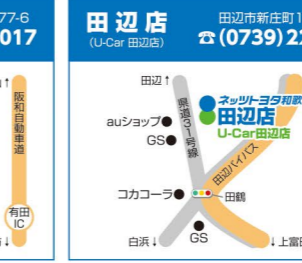 77-6
017
阪和自動車道
有田
IC
田辺店
(U-Car 田辺店)
田辺市新庄町1
☎(0739)22
田辺↑
県道31号線
auショップ
GS
ネッツトヨタ和歌
田辺店
U-Car田辺店
田辺バイパス
コカコーラ
田鶴
白浜↓
GS
↓上富田